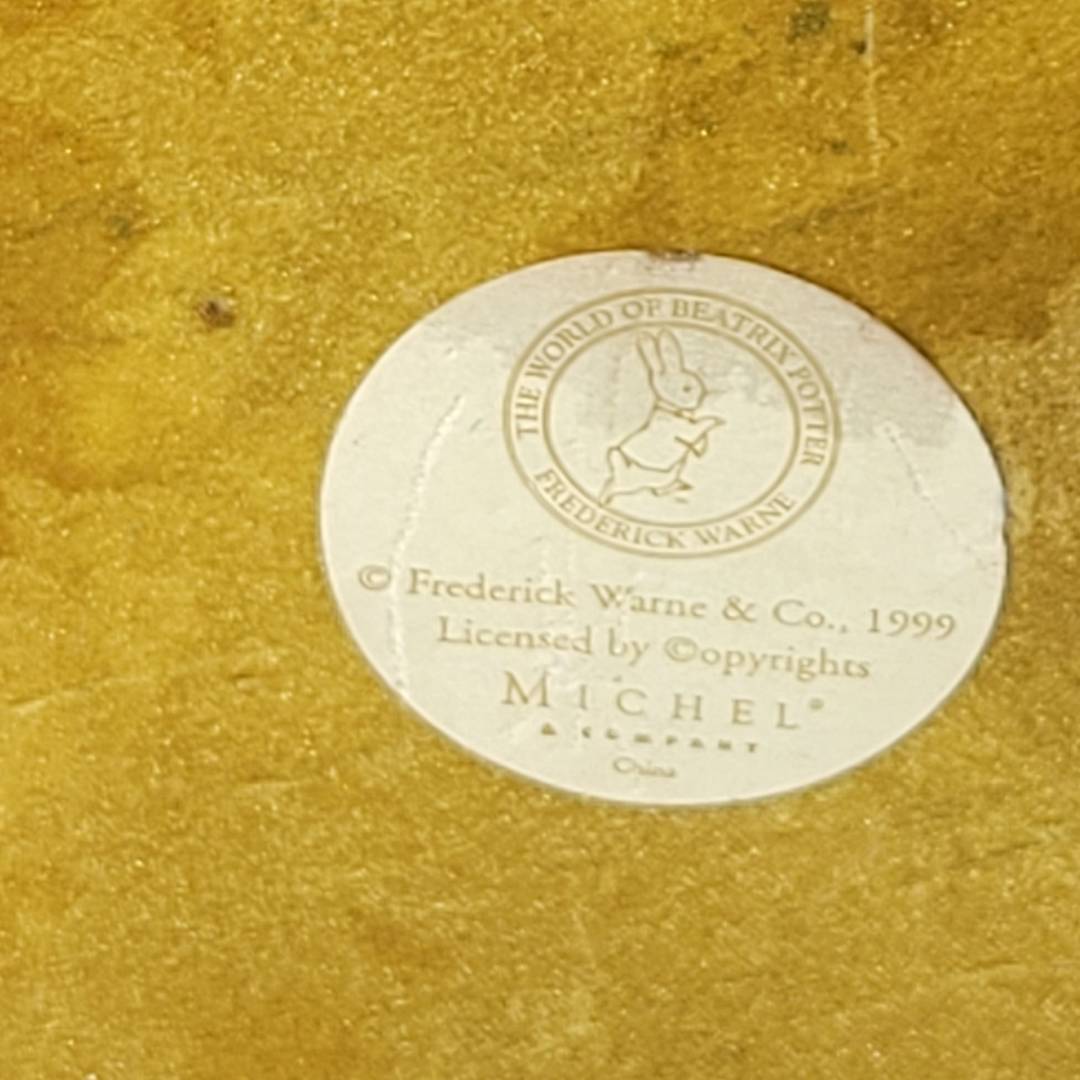 THE WORLD OF BEATRIX POTTER
FREDERICK WARNE
© Frederick Warne & Co., 1999
Licensed by ©opyrights
MICHEL®
& COMPANY
China